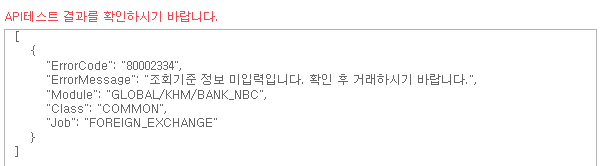 API테스트 결과를 확인하시기 바랍니다.
[
{
"ErrorCode": "80002334",
"ErrorMessage": "조회기준 정보 미입력입니다. 확인 후 거래하시기 바랍니다.",
"Module": "GLOBAL/KHM/BANK_NBC",
"Class": "COMMON",
"Job": "FOREIGN_EXCHANGE"
}
]